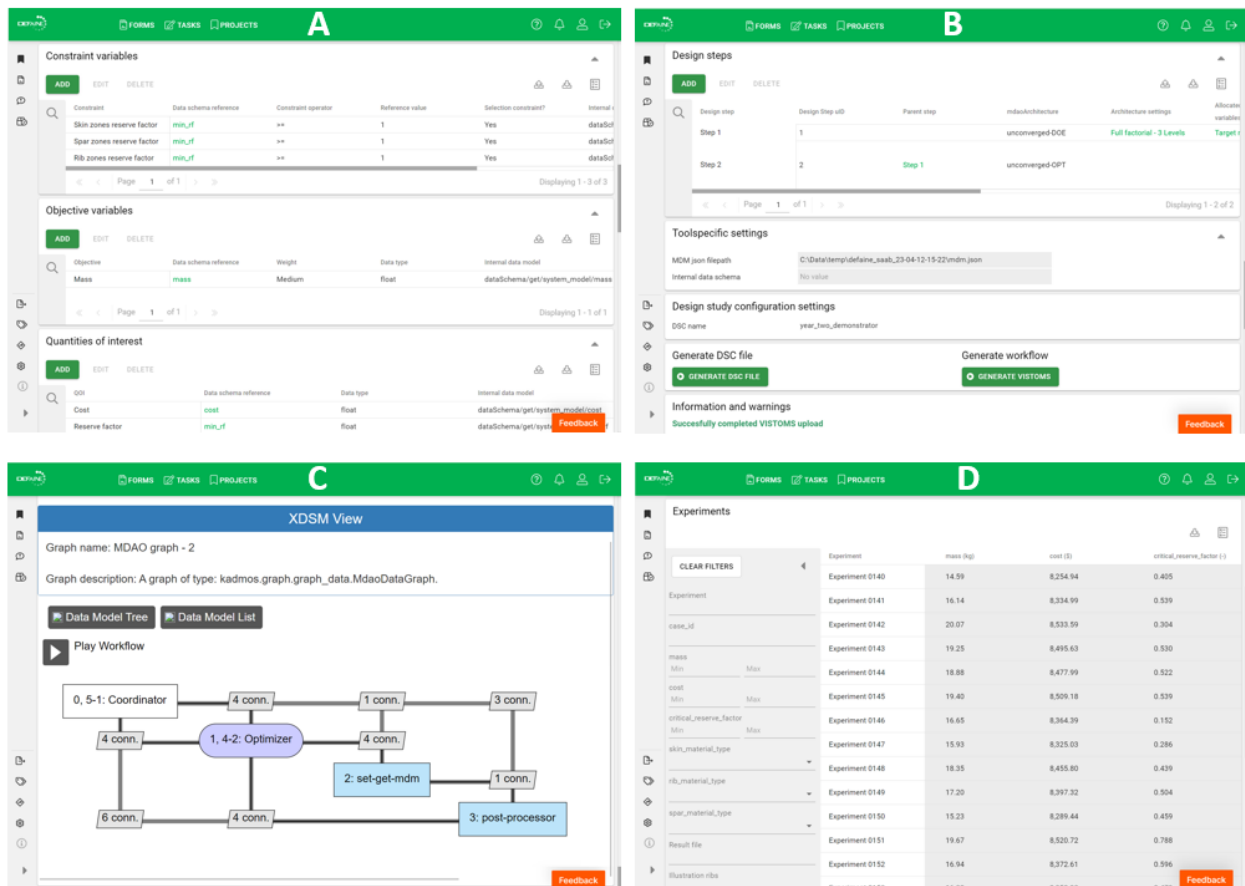 DEFAINE FORMS TASKS PROJECTS A
Constraint variables
ADD EDIT DELETE
Constraint Data schema reference Constraint operator Reference value Selection constraint? Internal
Skin zones reserve factor min_rf >= 1 Yes dataSch
Spar zones reserve factor min_rf >= 1 Yes dataSch
Rib zones reserve factor min_rf >= 1 Yes dataSch
Page 1 of 1 Displaying 1 - 3 of 3
Objective variables
ADD EDIT DELETE
Objective Data schema reference Weight Data type Internal data model
Mass mass Medium float dataSchema/get/system_model/mass
Page 1 of 1 Displaying 1 - 1 of 1
Quantities of interest
ADD EDIT DELETE
QOI Data schema reference Data type Internal data model
Cost cost float dataSchema/get/system_model/cost
Reserve factor min_rf float dataSchema/get/syste f
Feedback
DEFAINE FORMS TASKS PROJECTS B
Design steps
ADD EDIT DELETE
Design step Design Step uID Parent step mdaoArchitecture Architecture settings Allocated variables
Step 1 1 unconverged-DOE Full factorial - 3 Levels Target
Step 2 2 Step 1 unconverged-OPT
Page 1 of 1 Displaying 1 - 2 of 2
Toolspecific settings
MDM json filepath C:\Data\temp\defaine_saab_23-04-12-15-22\mdm.json
Internal data schema No value
Design study configuration settings
DSC name year_two_demonstrator
Generate DSC file Generate workflow
GENERATE DSC FILE GENERATE VISTOMS
Information and warnings
Succesfully completed VISTOMS upload
Feedback
DEFAINE FORMS TASKS PROJECTS C
XDSM View
Graph name: MDAO graph - 2
Graph description: A graph of type: kadmos.graph.graph_data.MdaoDataGraph.
Data Model Tree Data Model List
Play Workflow
0, 5-1: Coordinator 4 conn. 1 conn. 3 conn.
4 conn. 1, 4-2: Optimizer 4 conn.
2: set-get-mdm 1 conn.
6 conn. 4 conn. 3: post-processor
Feedback
DEFAINE FORMS TASKS PROJECTS D
Experiments
CLEAR FILTERS
Experiment
case_id
mass
Min Max
cost
Min Max
critical_reserve_factor
Min Max
skin_material_type
rib_material_type
spar_material_type
Result file
Illustration ribs
Experiment mass (kg) cost ($) critical_reserve_factor (-)
Experiment 0140 14.59 8,254.94 0.405
Experiment 0141 16.14 8,334.99 0.539
Experiment 0142 20.07 8,533.59 0.304
Experiment 0143 19.25 8,495.63 0.530
Experiment 0144 18.88 8,477.99 0.522
Experiment 0145 19.40 8,509.18 0.539
Experiment 0146 16.65 8,364.39 0.152
Experiment 0147 15.93 8,325.03 0.286
Experiment 0148 18.35 8,455.80 0.439
Experiment 0149 17.20 8,397.32 0.504
Experiment 0150 15.23 8,289.44 0.459
Experiment 0151 19.67 8,520.72 0.788
Experiment 0152 16.94 8,372.61 0.596
Feedback